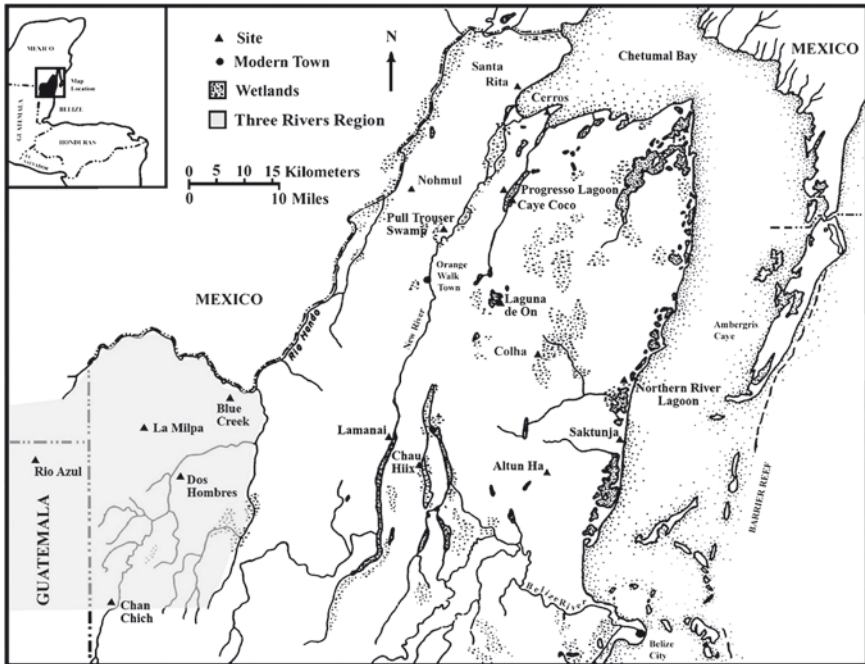 MEXICO
Map
Location
GUATEMALA
BELIZE
HONDURAS
EL
SALVADOR
Site
Modern Town
Wetlands
Three Rivers Region
N
0
5
10
15 Kilometers
0
10 Miles
Chetumal Bay
MEXICO
Santa
Rita
Cerros
Nohmul
Progresso Lagoon
Caye Coco
Pull Trouser
Swamp
Orange
Walk
Town
MEXICO
Rio Hondo
New River
Laguna
de On
Ambergris
Caye
Colha
Northern River
Lagoon
Blue
Creek
La Milpa
Lamanai
Saktunja
Chau
Hiix
Altun Ha
Rio Azul
Dos
Hombres
GUATEMALA
BARRIER REEF
Chan
Chich
Belize River
Belize
City